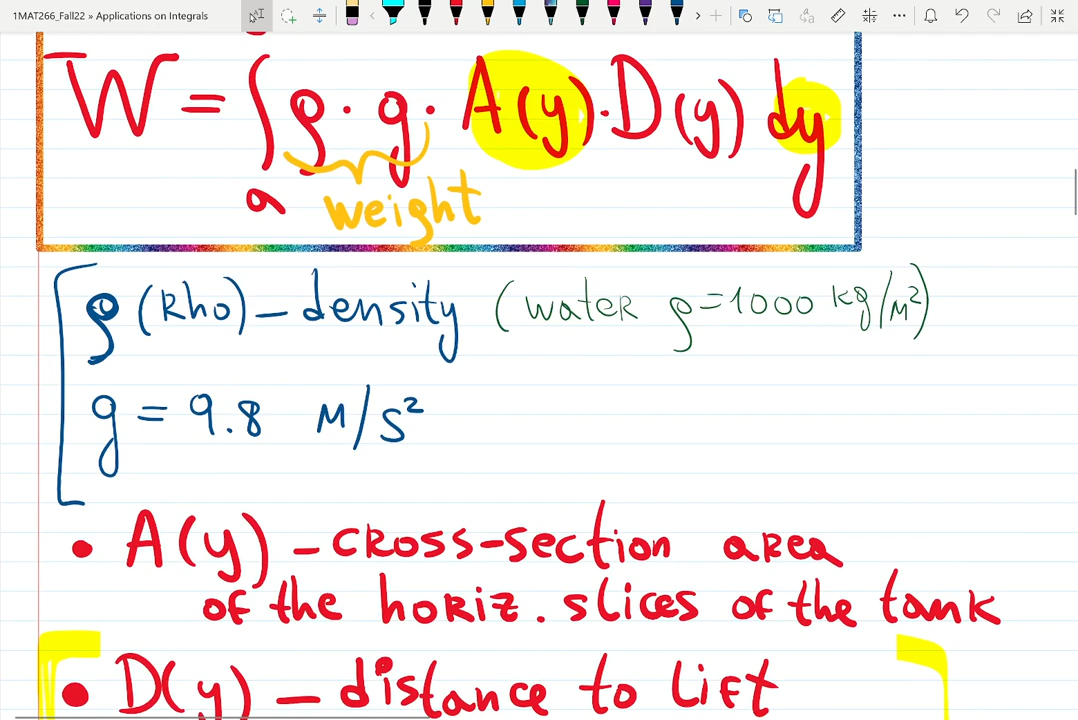 1MAT266_Fall22 » Applications on Integrals
W = ∫ ρ · g · A(y) · D(y) dy
a
weight
ρ (Rho) – density (water ρ = 1000 kg/m²)
g = 9.8 m/s²
• A(y) – cross-section area
of the horiz. slices of the tank
• D(y) – distance to lift